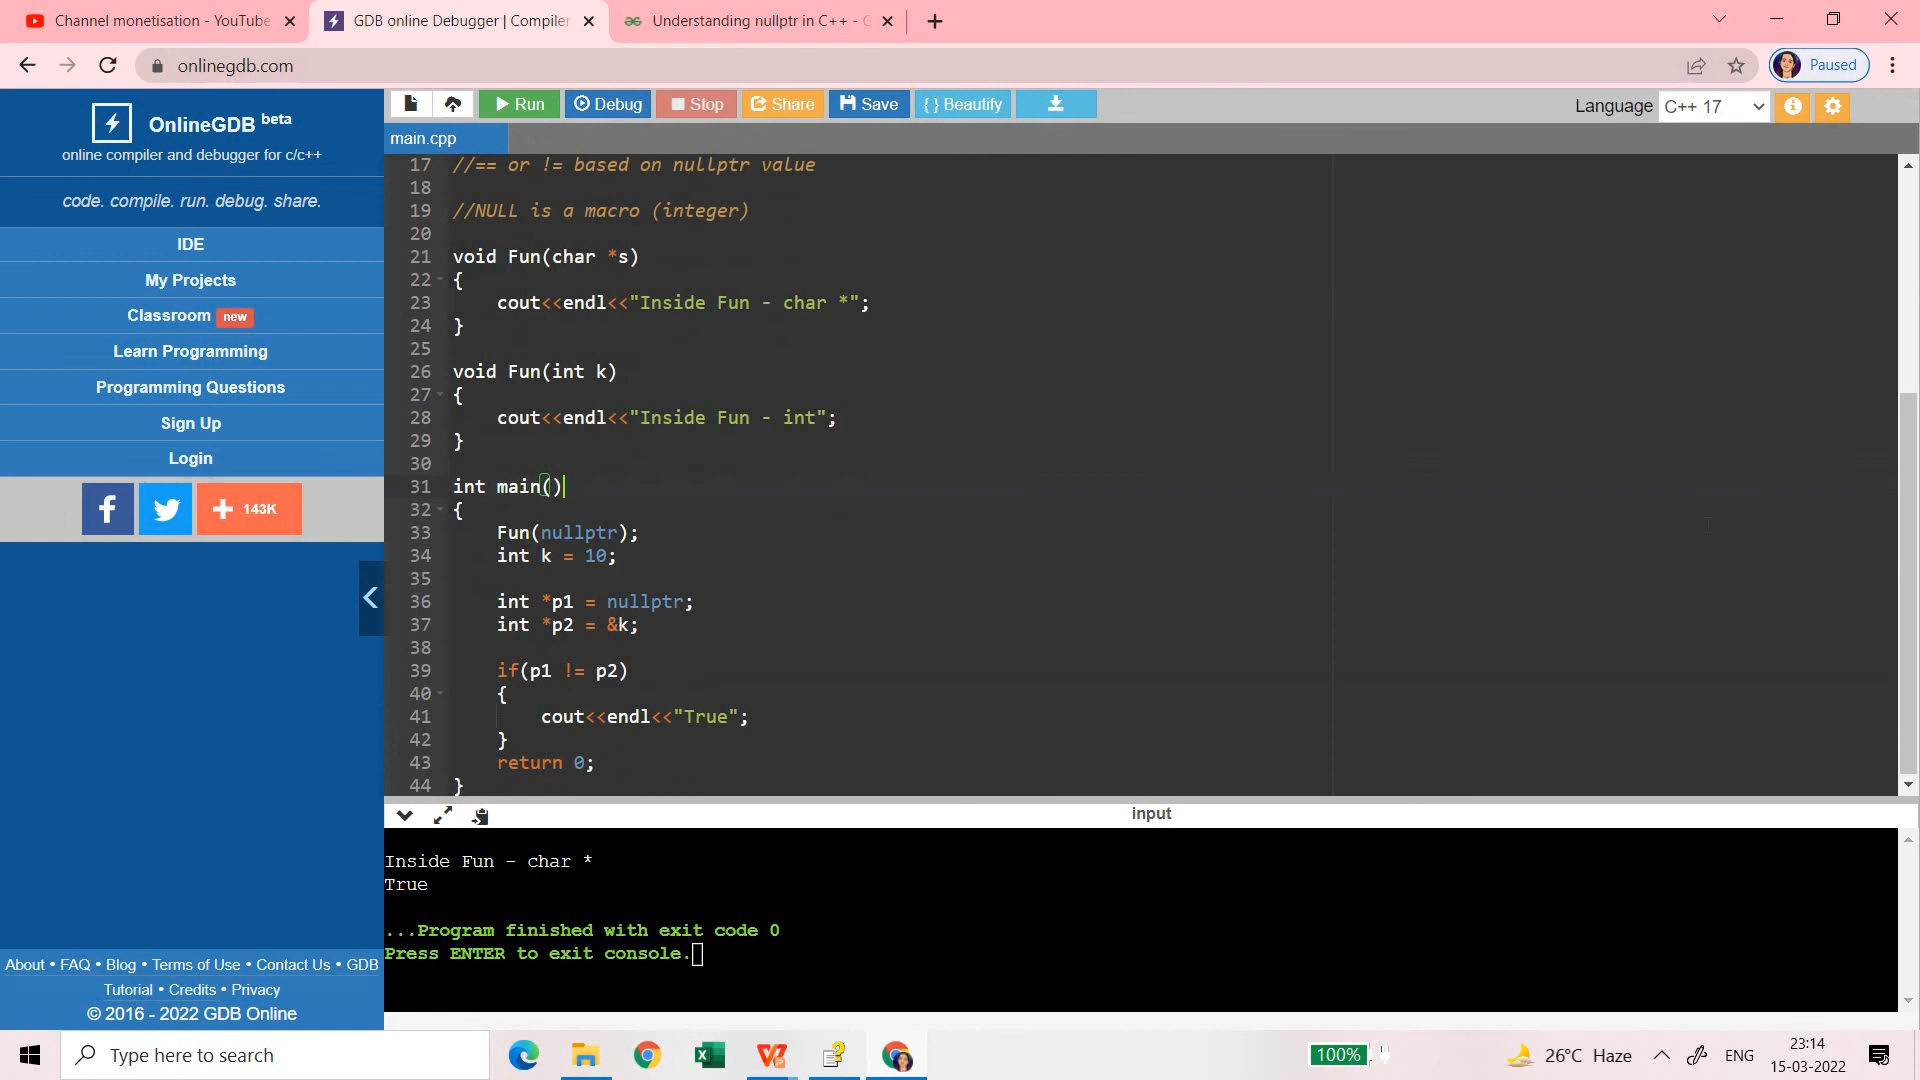 Channel monetisation - YouTube
GDB online Debugger | Compiler
Understanding nullptr in C++ - G
onlinegdb.com
Paused
OnlineGDB beta
online compiler and debugger for c/c++
code. compile. run. debug. share.
IDE
My Projects
Classroom new
Learn Programming
Programming Questions
Sign Up
Login
143K
About • FAQ • Blog • Terms of Use • Contact Us • GDB
Tutorial • Credits • Privacy
© 2016 - 2022 GDB Online
Run
Debug
Stop
Share
Save
{ } Beautify
Language C++ 17
main.cpp
17 //== or != based on nullptr value
18
19 //NULL is a macro (integer)
20
21 void Fun(char *s)
22 {
23 cout<<endl<<"Inside Fun - char *";
24 }
25
26 void Fun(int k)
27 {
28 cout<<endl<<"Inside Fun - int";
29 }
30
31 int main()
32 {
33 Fun(nullptr);
34 int k = 10;
35
36 int *p1 = nullptr;
37 int *p2 = &k;
38
39 if(p1 != p2)
40 {
41 cout<<endl<<"True";
42 }
43 return 0;
44 }
input
Inside Fun - char *
True
...Program finished with exit code 0
Press ENTER to exit console.
Type here to search
100%
26°C Haze
ENG
23:14
15-03-2022